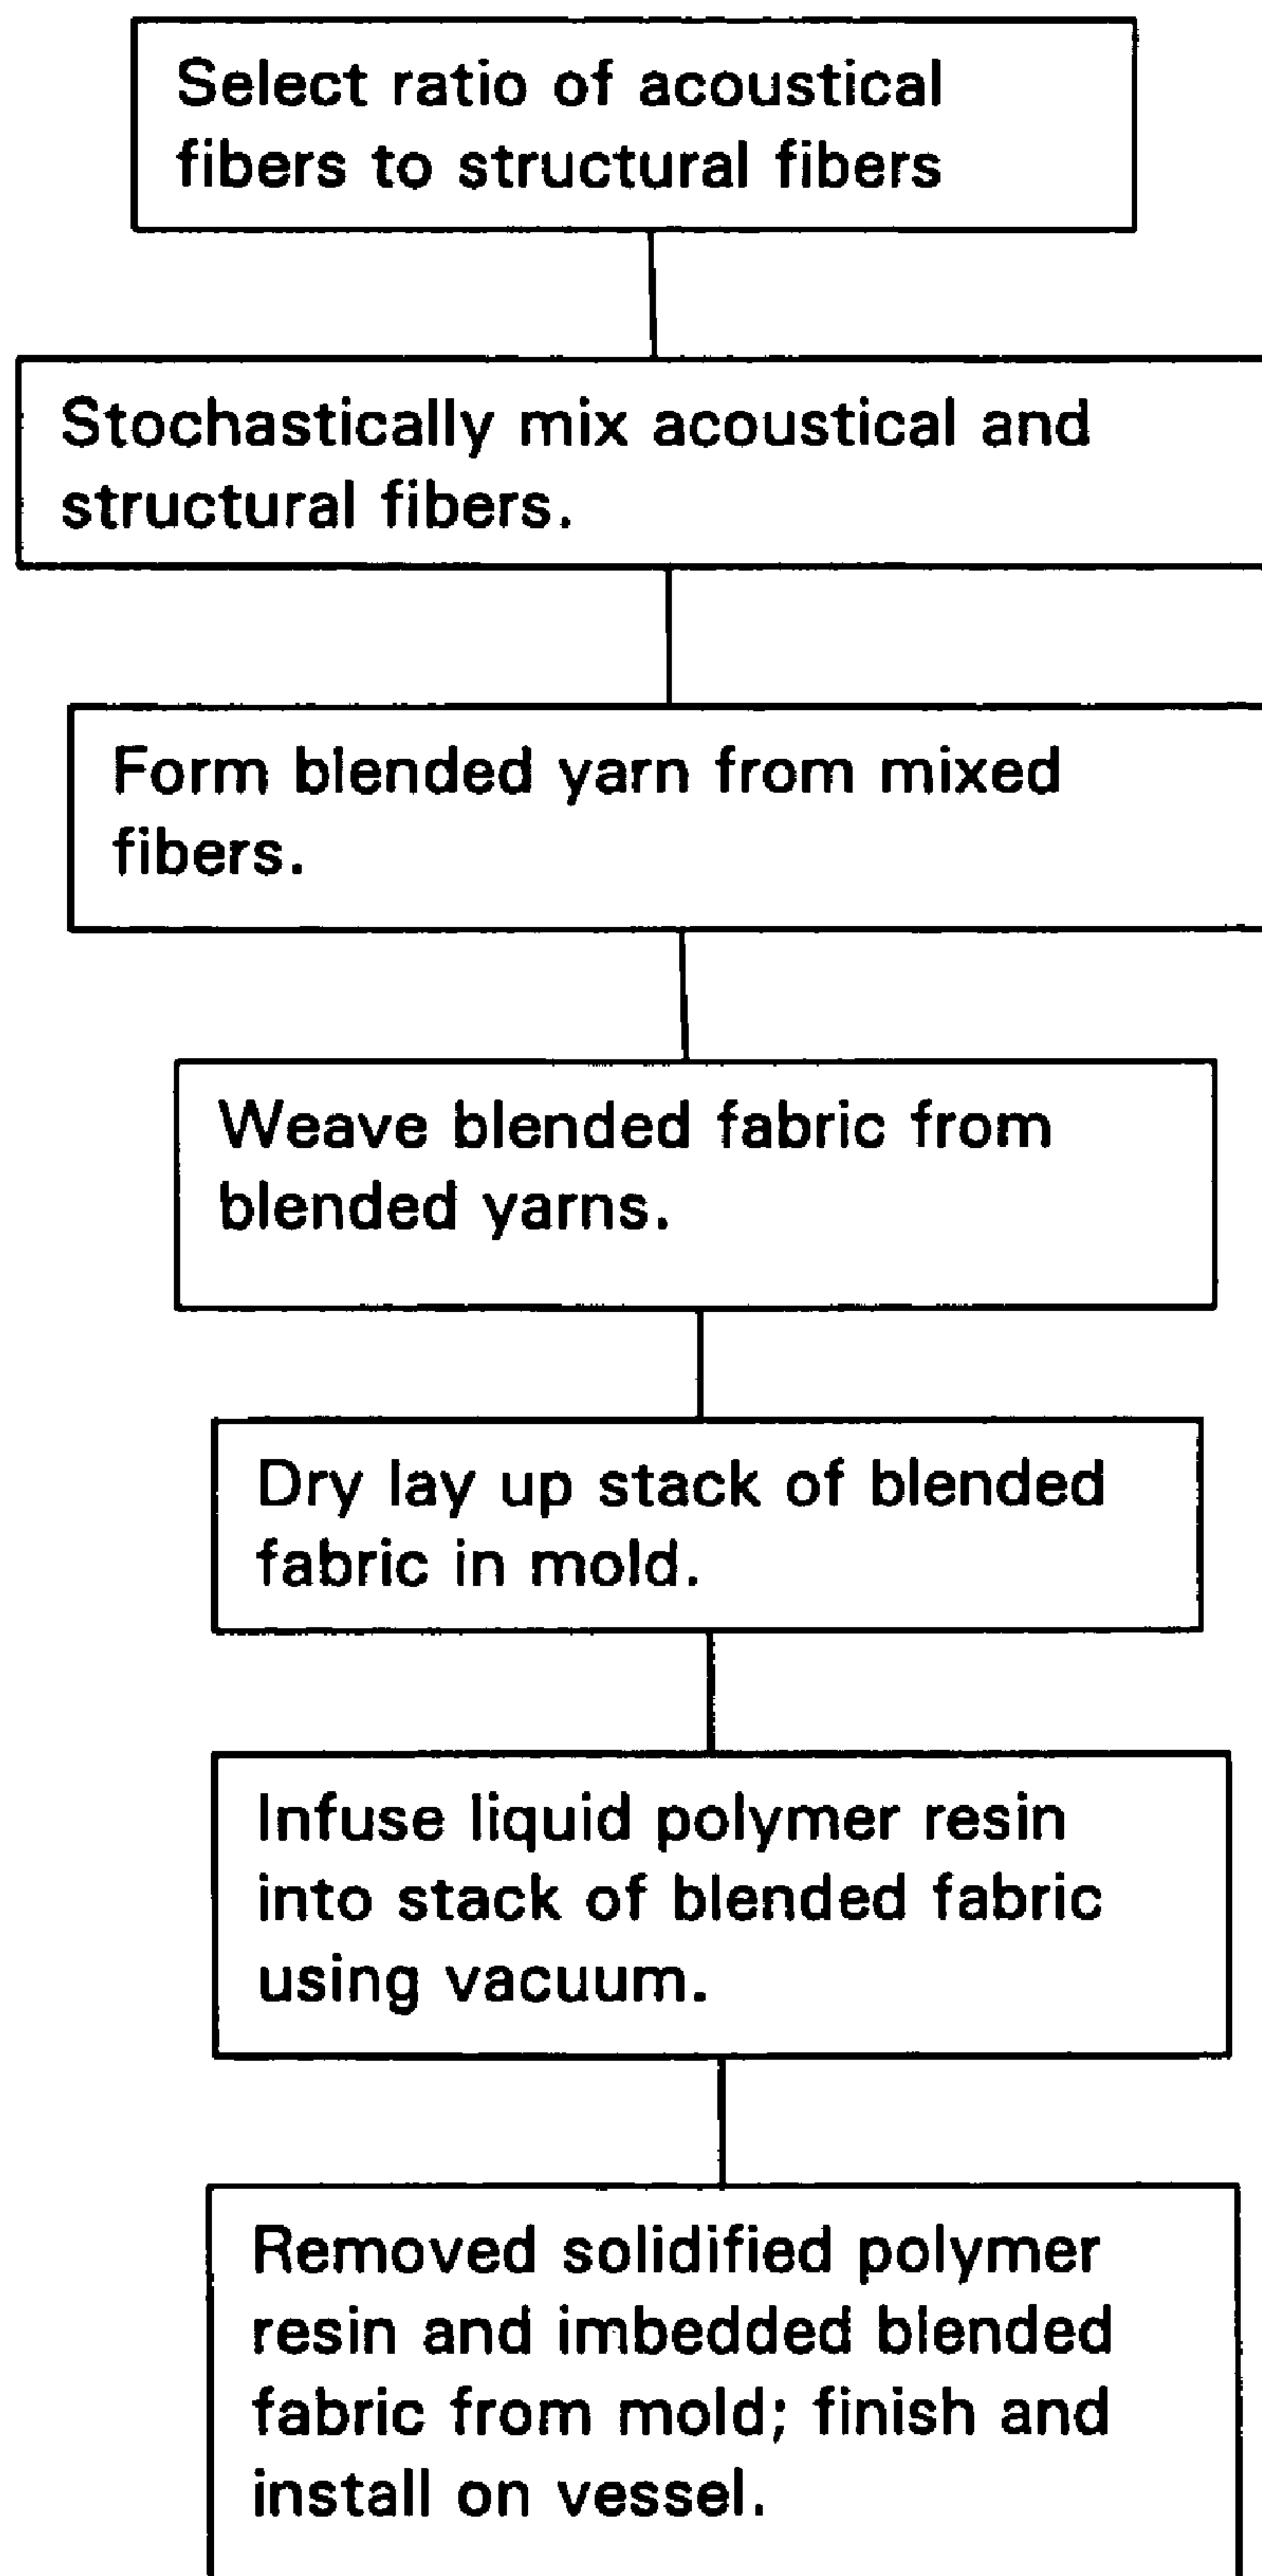 Select ratio of acoustical
fibers to structural fibers
Stochastically mix acoustical and
structural fibers.
Form blended yarn from mixed
fibers.
Weave blended fabric from
blended yarns.
Dry lay up stack of blended
fabric in mold.
Infuse liquid polymer resin
into stack of blended fabric
using vacuum.
Removed solidified polymer
resin and imbedded blended
fabric from mold; finish and
install on vessel.